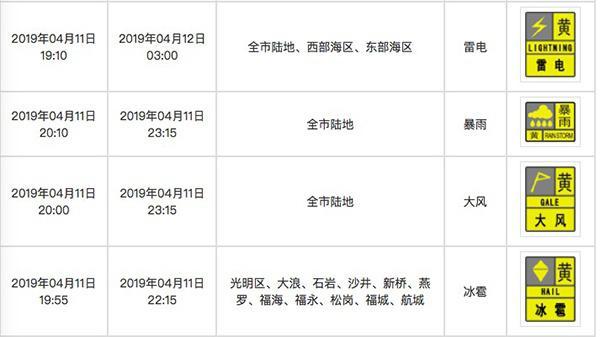 2019年04月11日
19:10
2019年04月12日
03:00
全市陆地、西部海区、东部海区
雷电
黄
LIGHTNING
雷电
2019年04月11日
20:10
2019年04月11日
23:15
全市陆地
暴雨
暴雨
黄 RAIN STORM
2019年04月11日
20:00
2019年04月11日
23:15
全市陆地
大风
黄
GALE
大风
2019年04月11日
19:55
2019年04月11日
22:15
光明区、大浪、石岩、沙井、新桥、燕
罗、福海、福永、松岗、福城、航城
冰雹
黄
HAIL
冰雹